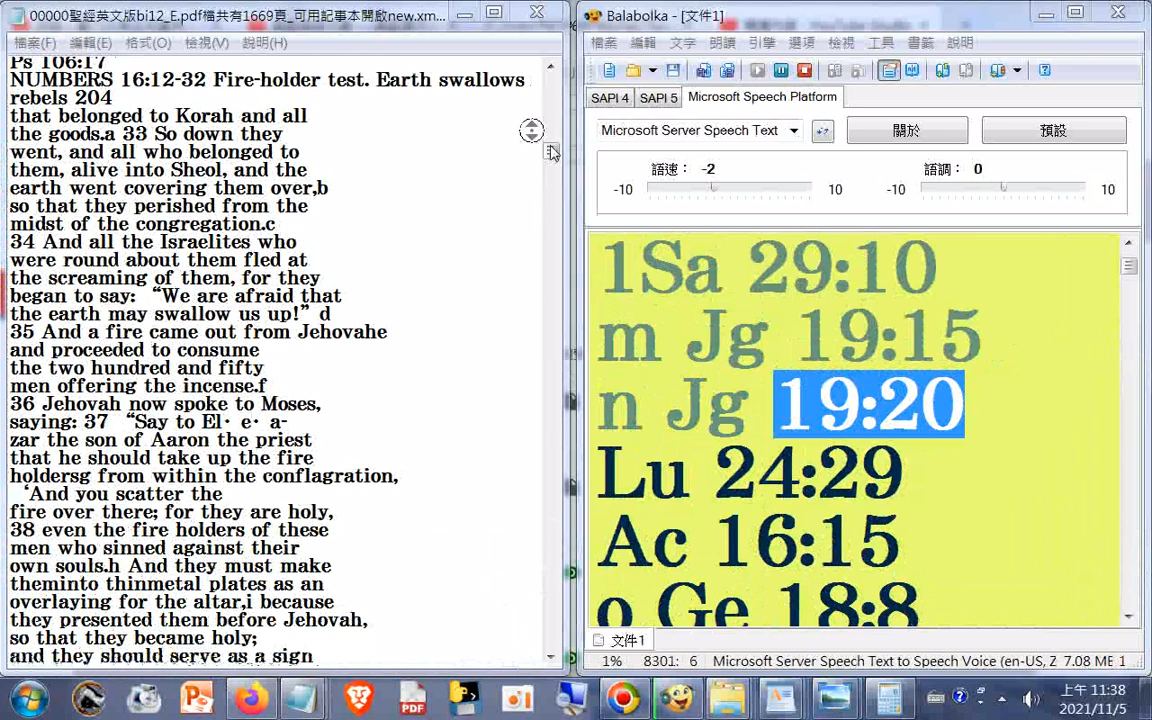 00000聖經英文版bi12_E.pdf檔共有1669頁_可用記事本開啟new.xm...
檔案(F) 編輯(E) 格式(O) 檢視(V) 說明(H)
Ps 106:17
NUMBERS 16:12-32 Fire-holder test. Earth swallows
rebels 204
that belonged to Korah and all
the goods.a 33 So down they
went, and all who belonged to
them, alive into Sheol, and the
earth went covering them over,b
so that they perished from the
midst of the congregation.c
34 And all the Israelites who
were round about them fled at
the screaming of them, for they
began to say: “We are afraid that
the earth may swallow us up!” d
35 And a fire came out from Jehovahe
and proceeded to consume
the two hundred and fifty
men offering the incense.f
36 Jehovah now spoke to Moses,
saying: 37 “Say to El· e· a-
zar the son of Aaron the priest
that he should take up the fire
holdersg from within the conflagration,
‘And you scatter the
fire over there; for they are holy,
38 even the fire holders of these
men who sinned against their
own souls.h And they must make
theminto thinmetal plates as an
overlaying for the altar,i because
they presented them before Jehovah,
so that they became holy;
and they should serve as a sign
Balabolka - [文件1]
檔案 編輯 文字 朗讀 引擎 選項 檢視 工具 書籤 說明
SAPI 4 SAPI 5 Microsoft Speech Platform
Microsoft Server Speech Text 關於 預設
語速： -2 語調： 0
-10 10 -10 10
1Sa 29:10
m Jg 19:15
n Jg 19:20
Lu 24:29
Ac 16:15
o Ge 18:8
文件1
1% 8301: 6 Microsoft Server Speech Text to Speech Voice (en-US, Z 7.08 ME 1
PDF
上午 11:38
2021/11/5